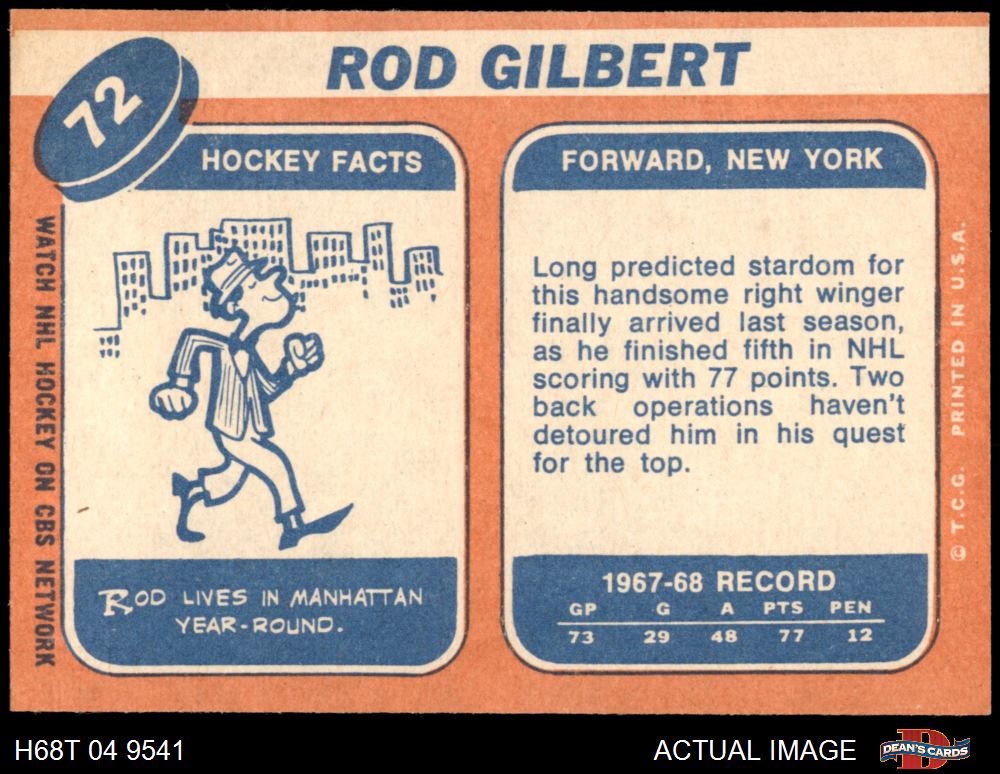 ROD GILBERT
72
HOCKEY FACTS
WATCH NHL HOCKEY ON CBS NETWORK
ROD LIVES IN MANHATTAN
YEAR-ROUND.
FORWARD, NEW YORK
Long predicted stardom for
this handsome right winger
finally arrived last season,
as he finished fifth in NHL
scoring with 77 points. Two
back operations haven't
detoured him in his quest
for the top.
1967-68 RECORD
GP G A PTS PEN
73 29 48 77 12
© T.C.G. PRINTED IN U.S.A.
H68T 04 9541
ACTUAL IMAGE
DEAN'S CARDS